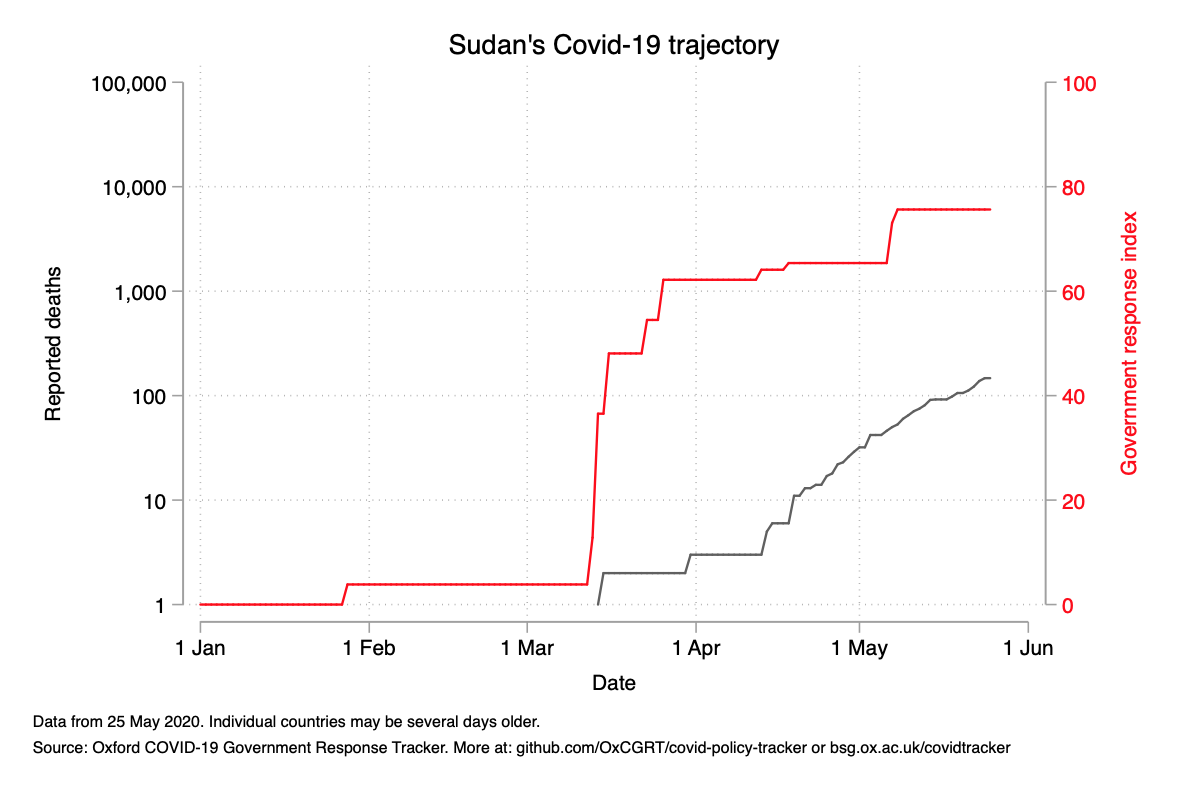 Sudan's Covid-19 trajectory
100,000
10,000
1,000
100
10
1
Reported deaths
100
80
60
40
20
0
Government response index
1 Jan
1 Feb
1 Mar
1 Apr
1 May
1 Jun
Date
Data from 25 May 2020. Individual countries may be several days older.
Source: Oxford COVID-19 Government Response Tracker. More at: github.com/OxCGRT/covid-policy-tracker or bsg.ox.ac.uk/covidtracker